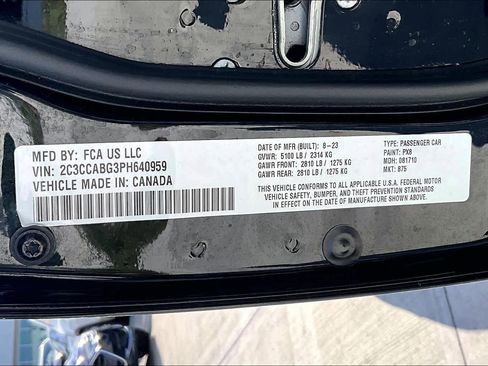 MFD BY: FCA US LLC
VIN: 2C3CCABG3PH640959
VEHICLE MADE IN: CANADA
DATE OF MFR (BUILT): 8-23
GVWR: 5100 LB / 2314 KG
GAWR FRONT: 2810 LB / 1275 KG
GAWR REAR: 2810 LB / 1275 KG
TYPE: PASSENGER CAR
PAINT: PX8
MDH: 081710
MKT: 875
THIS VEHICLE CONFORMS TO ALL APPLICABLE U.S.A. FEDERAL MOTOR
VEHICLE SAFETY, BUMPER, AND THEFT PREVENTION STANDARDS
IN EFFECT ON THE DATE OF MANUFACTURE SHOWN ABOVE.